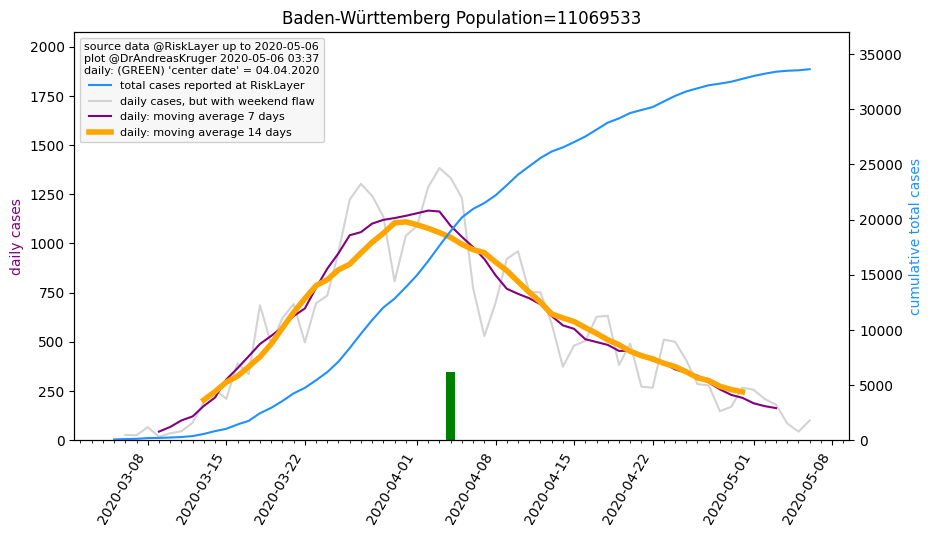 Baden-Württemberg Population=11069533
source data @RiskLayer up to 2020-05-06
plot @DrAndreasKruger 2020-05-06 03:37
daily: (GREEN) 'center date' = 04.04.2020
total cases reported at RiskLayer
daily cases, but with weekend flaw
daily: moving average 7 days
daily: moving average 14 days
daily cases
2000
1750
1500
1250
1000
750
500
250
0
35000
30000
25000
20000
15000
10000
5000
0
cumulative total cases
2020-03-08
2020-03-15
2020-03-22
2020-04-01
2020-04-08
2020-04-15
2020-04-22
2020-05-01
2020-05-08